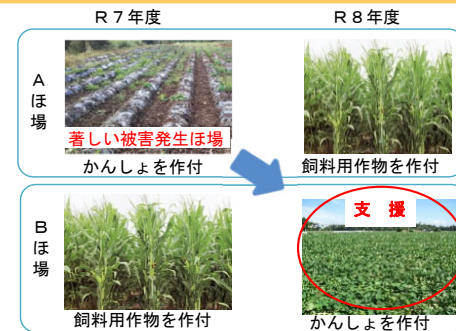 Ｒ７年度
Ｒ８年度
Ａほ場
著しい被害発生ほ場
かんしょを作付
飼料用作物を作付
Ｂほ場
支　援
飼料用作物を作付
かんしょを作付